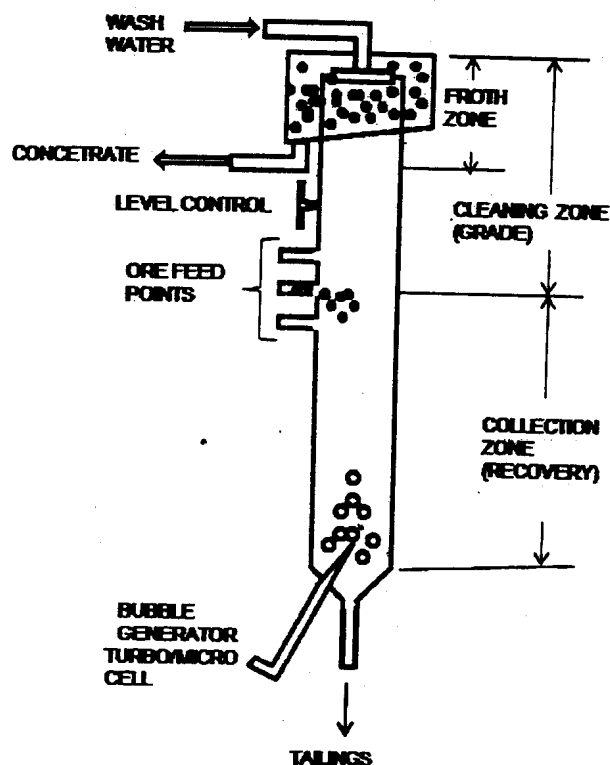 WASH
WATER
FROTH
ZONE
CONCETRATE
LEVEL CONTROL
CLEANING ZONE
(GRADE)
ORE FEED
POINTS
COLLECTION
ZONE
(RECOVERY)
BUBBLE
GENERATOR
TURBO/MICRO
CELL
TAILINGS